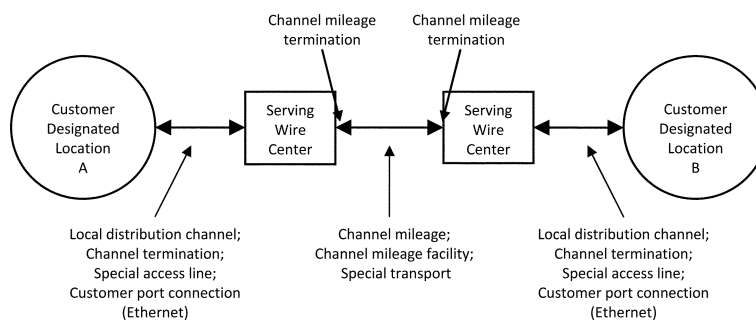 Channel mileage
termination
Channel mileage
termination
Customer
Designated
Location
A
Serving
Wire
Center
Serving
Wire
Center
Customer
Designated
Location
B
Local distribution channel;
Channel termination;
Special access line;
Customer port connection
(Ethernet)
Channel mileage;
Channel mileage facility;
Special transport
Local distribution channel;
Channel termination;
Special access line;
Customer port connection
(Ethernet)